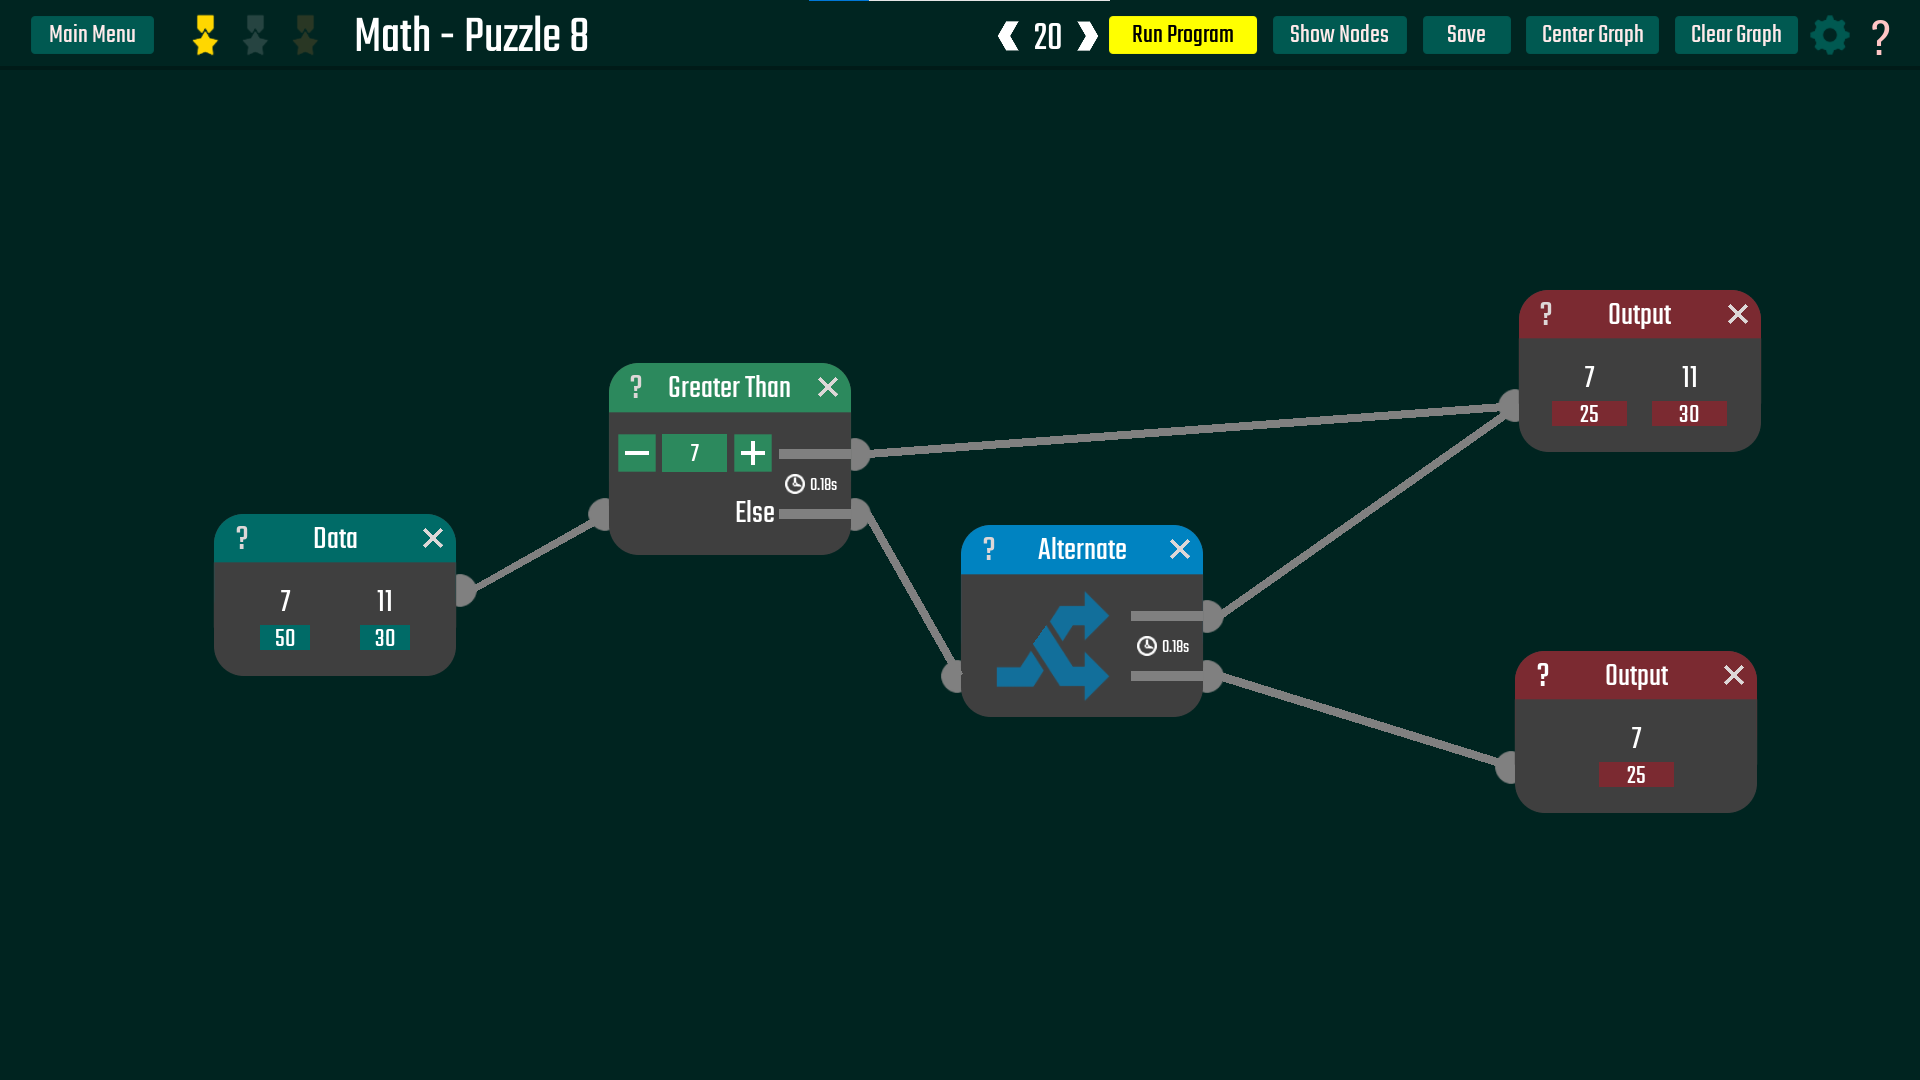 Main Menu
Math - Puzzle 8
20
Run Program
Show Nodes
Save
Center Graph
Clear Graph
?
? Output
7 11
25 30
? Greater Than
7
0.18s
Else
? Data
7 11
50 30
? Alternate
0.18s
? Output
7
25